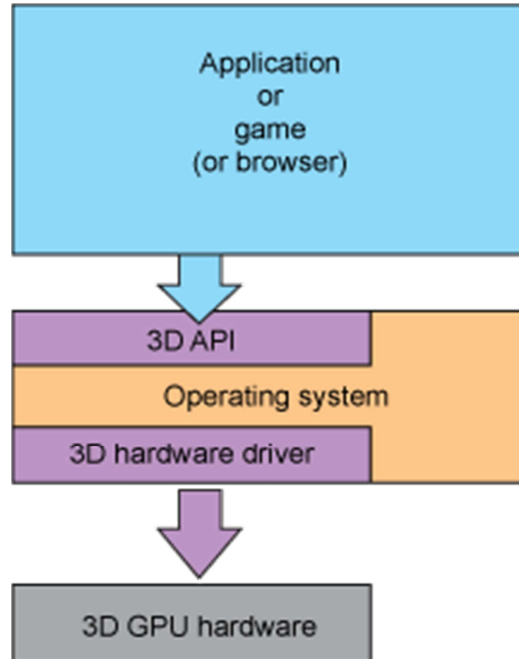 Application
or
game
(or browser)
3D API
Operating system
3D hardware driver
3D GPU hardware